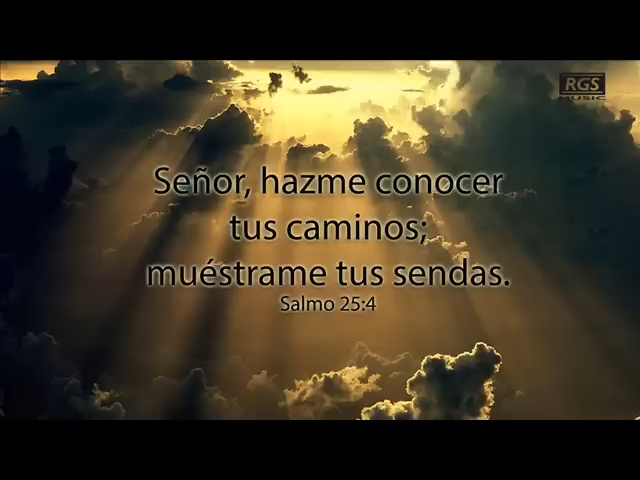 RGS
MUSIC
Señor, hazme conocer
tus caminos;
muéstrame tus sendas.
Salmo 25:4